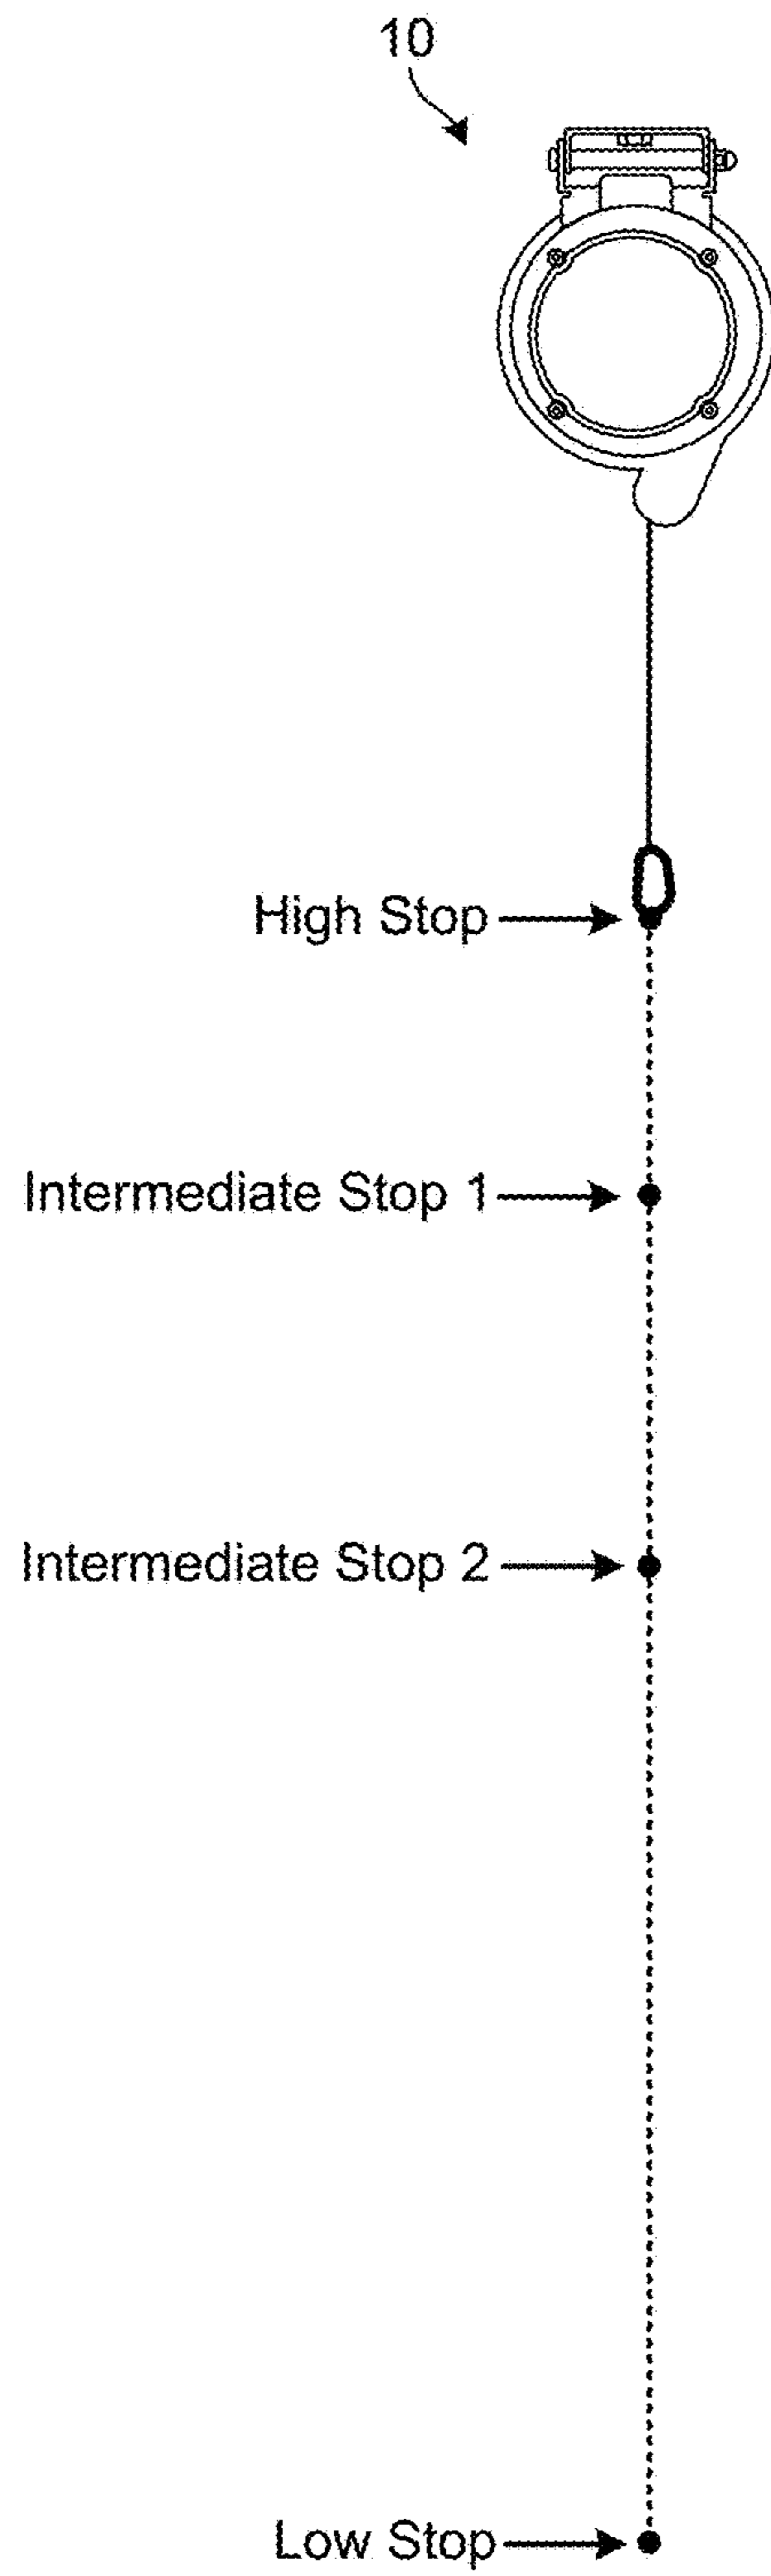 10
High Stop
Intermediate Stop 1
Intermediate Stop 2
Low Stop